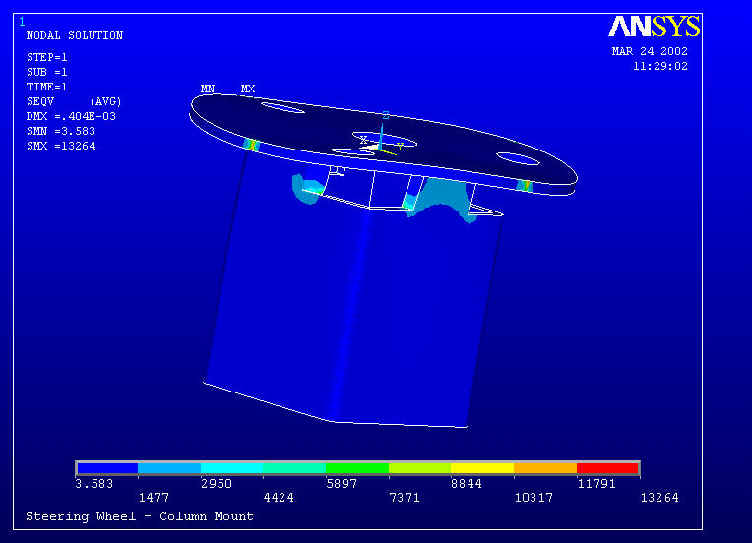 1
NODAL SOLUTION
ANSYS
MAR 24 2002
11:29:02
STEP=1
SUB =1
TIME=1
SEQV (AVG)
DMX =.404E-03
SMN =3.583
SMX =13264
MN MX
Z
X Y
3.583 2950 5897 8844 11791
1477 4424 7371 10317 13264
Steering Wheel - Column Mount